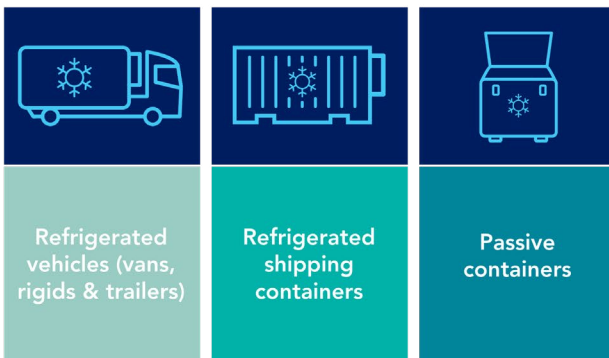 Refrigerated
vehicles (vans,
rigids & trailers)
Refrigerated
shipping
containers
Passive
containers